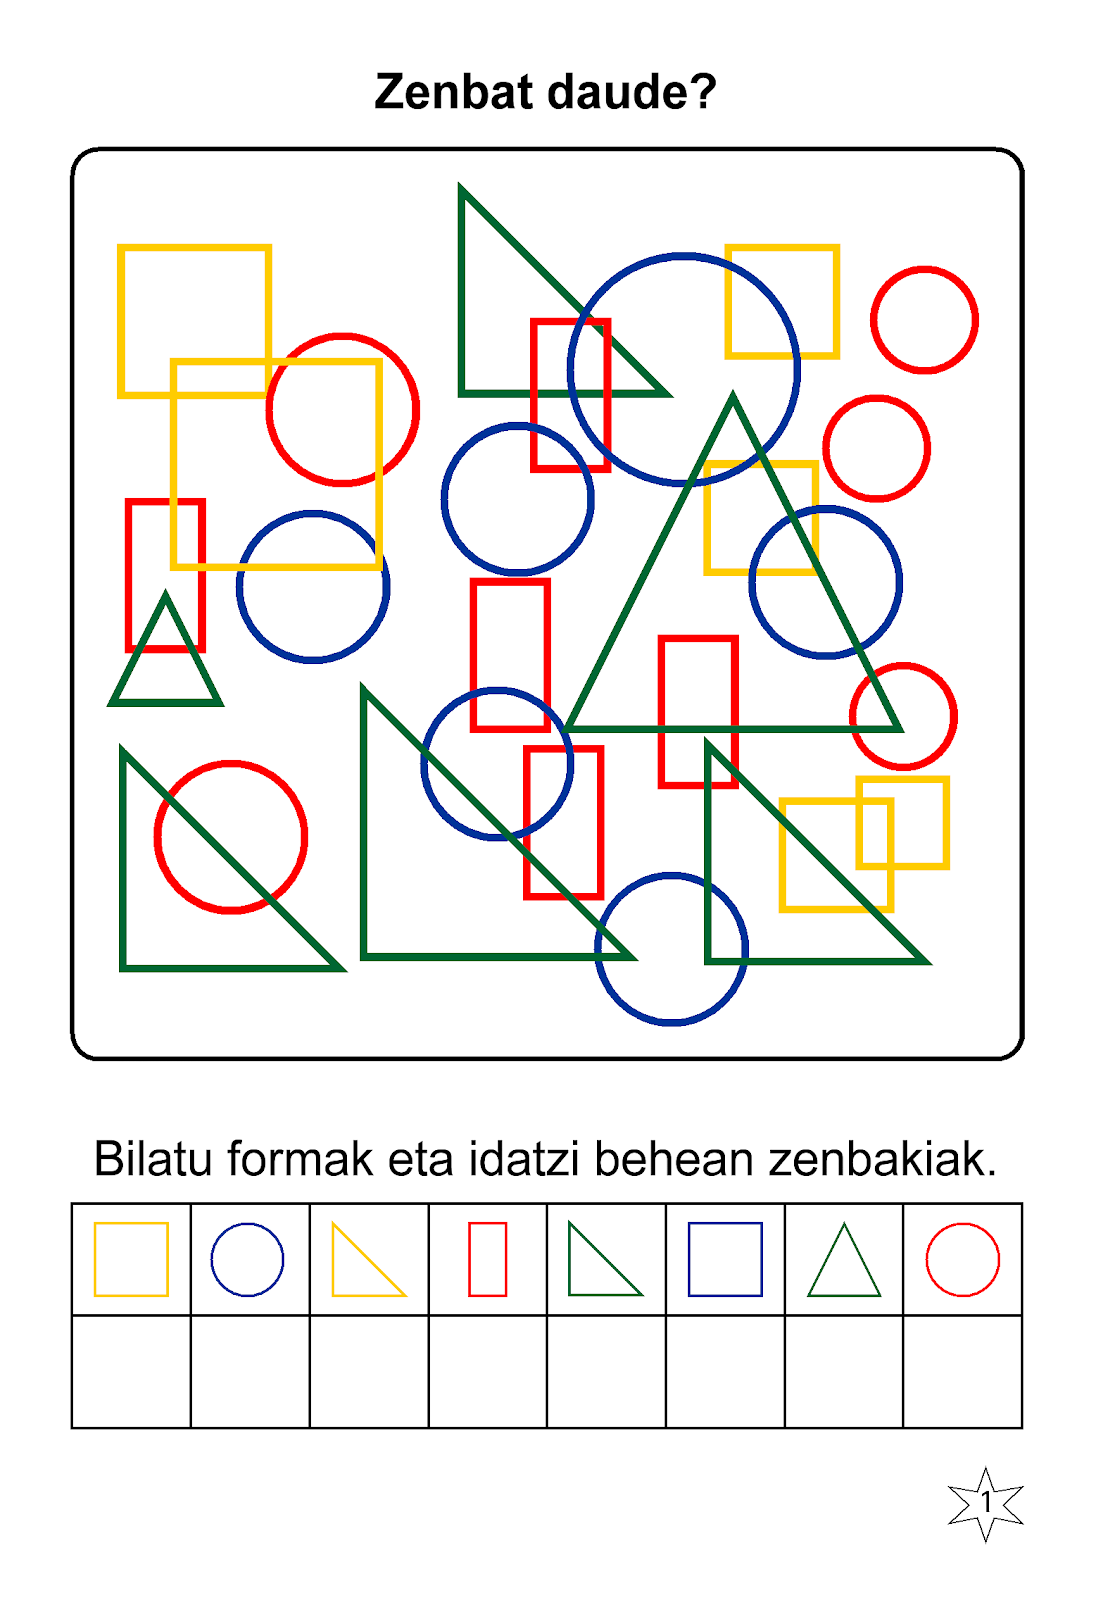 Zenbat daude?
Bilatu formak eta idatzi behean zenbakiak.
1